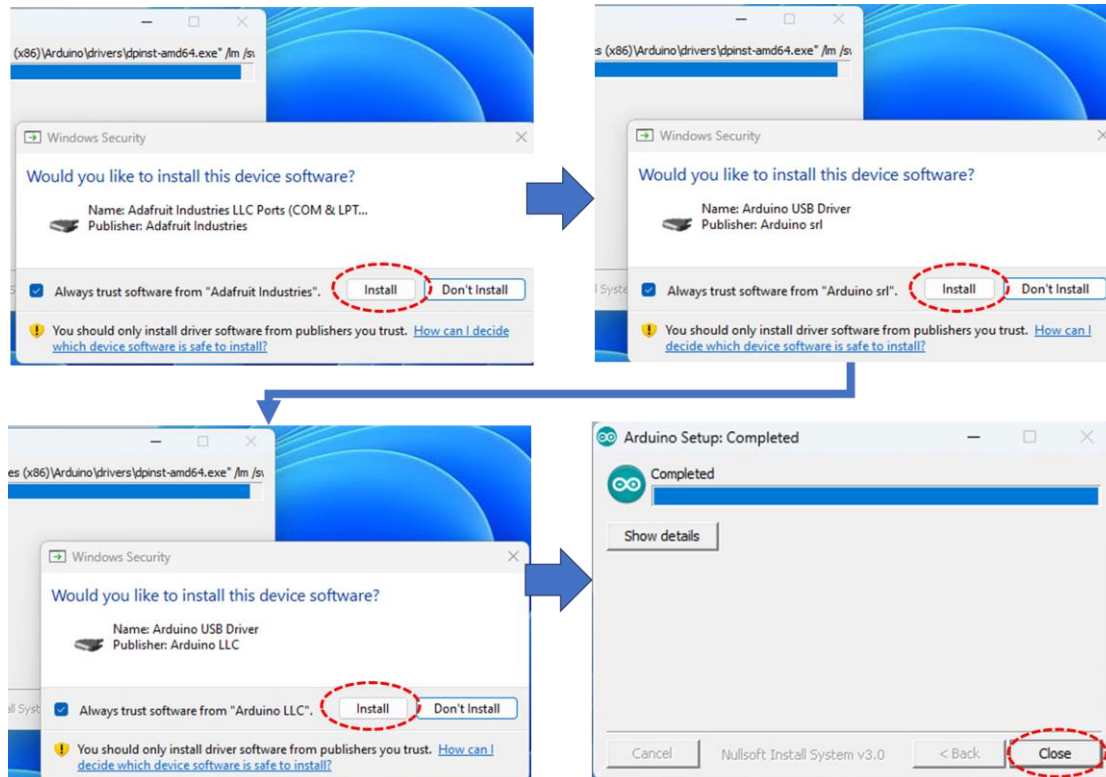 (x86)\Arduino\drivers\dpinst-amd64.exe" /lm /sv
Windows Security
Would you like to install this device software?
Name: Adafruit Industries LLC Ports (COM & LPT...
Publisher: Adafruit Industries
Always trust software from "Adafruit Industries".
Install
Don't Install
You should only install driver software from publishers you trust. How can I decide
which device software is safe to install?
es (x86)\Arduino\drivers\dpinst-amd64.exe" /lm /sv
Windows Security
Would you like to install this device software?
Name: Arduino USB Driver
Publisher: Arduino srl
ll Syste
Always trust software from "Arduino srl".
Install
Don't Install
You should only install driver software from publishers you trust. How can I
decide which device software is safe to install?
es (x86)\Arduino\drivers\dpinst-amd64.exe" /lm /sv
Windows Security
Would you like to install this device software?
Name: Arduino USB Driver
Publisher: Arduino LLC
all Syst
Always trust software from "Arduino LLC".
Install
Don't Install
You should only install driver software from publishers you trust. How can I
decide which device software is safe to install?
Arduino Setup: Completed
Completed
Show details
Cancel
Nullsoft Install System v3.0
< Back
Close